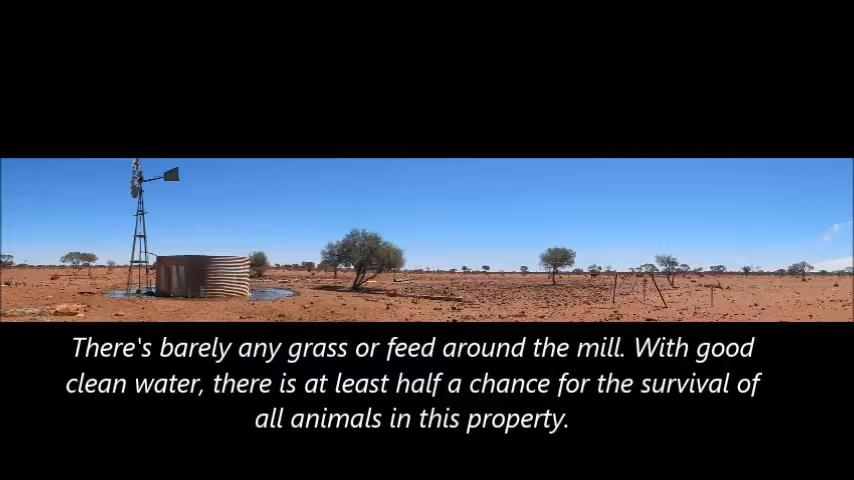 There's barely any grass or feed around the mill. With good
clean water, there is at least half a chance for the survival of
all animals in this property.